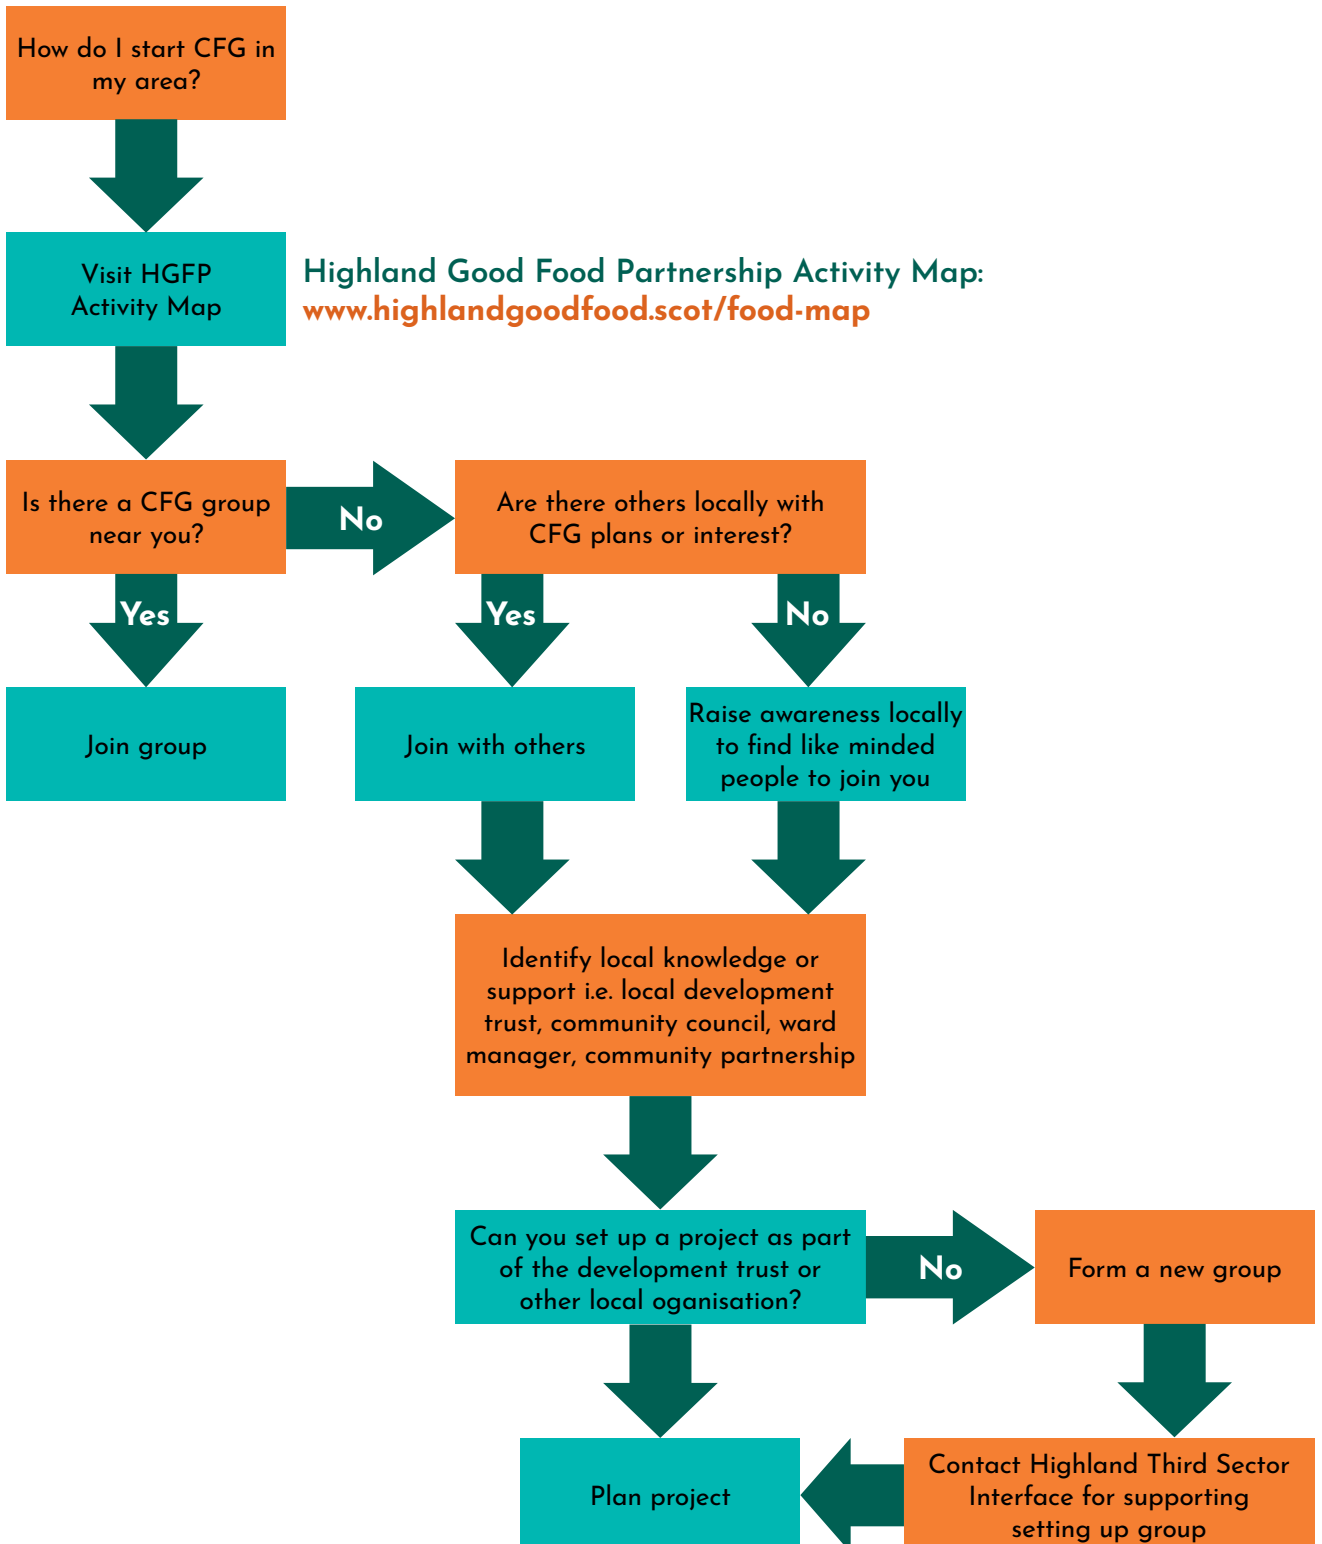 How do I start CFG in
my area?
Visit HGFP
Activity Map
Highland Good Food Partnership Activity Map:
www.highlandgoodfood.scot/food-map
Is there a CFG group
near you?
No
Are there others locally with
CFG plans or interest?
Yes
Yes
No
Join group
Join with others
Raise awareness locally
to find like minded
people to join you
Identify local knowledge or
support i.e. local development
trust, community council, ward
manager, community partnership
Can you set up a project as part
of the development trust or
other local oganisation?
No
Form a new group
Plan project
Contact Highland Third Sector
Interface for supporting
setting up group